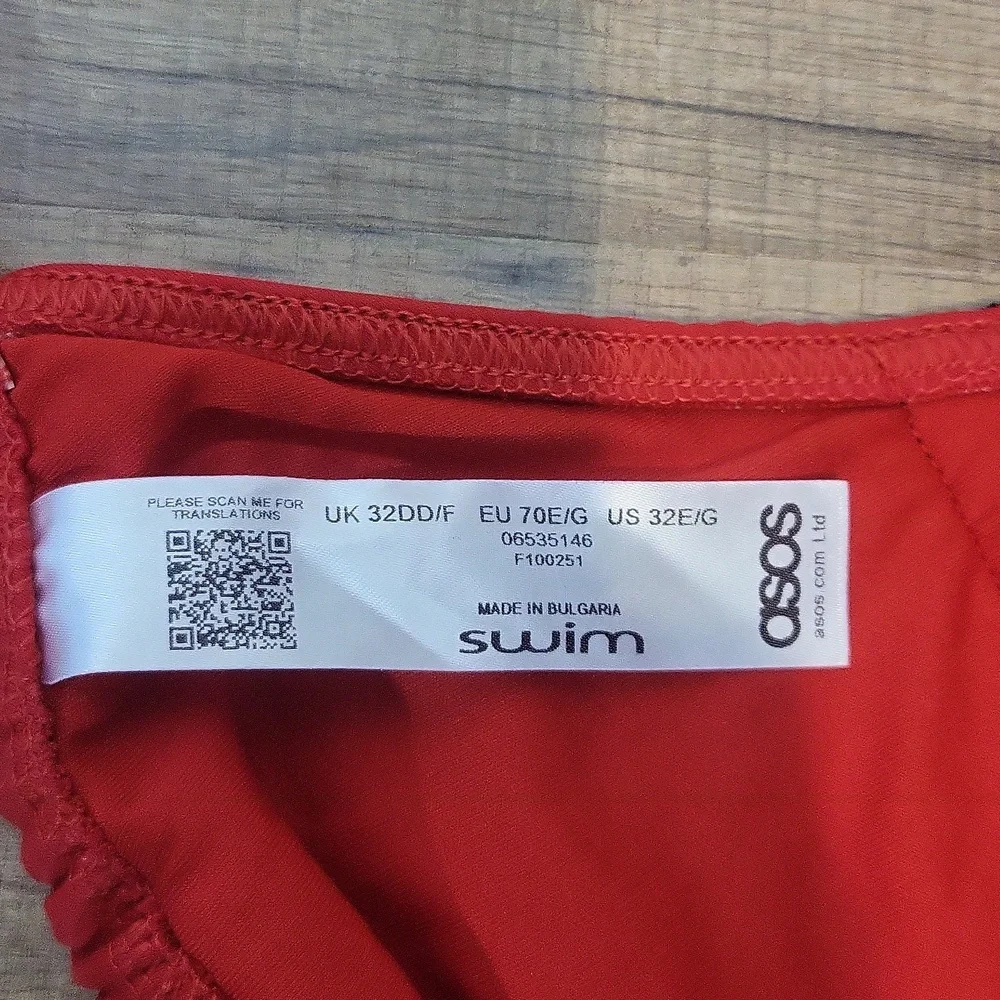 PLEASE SCAN ME FOR
TRANSLATIONS
UK 32DD/F EU 70E/G US 32E/G
06535146
F100251
MADE IN BULGARIA
swim
asos
asos.com Ltd